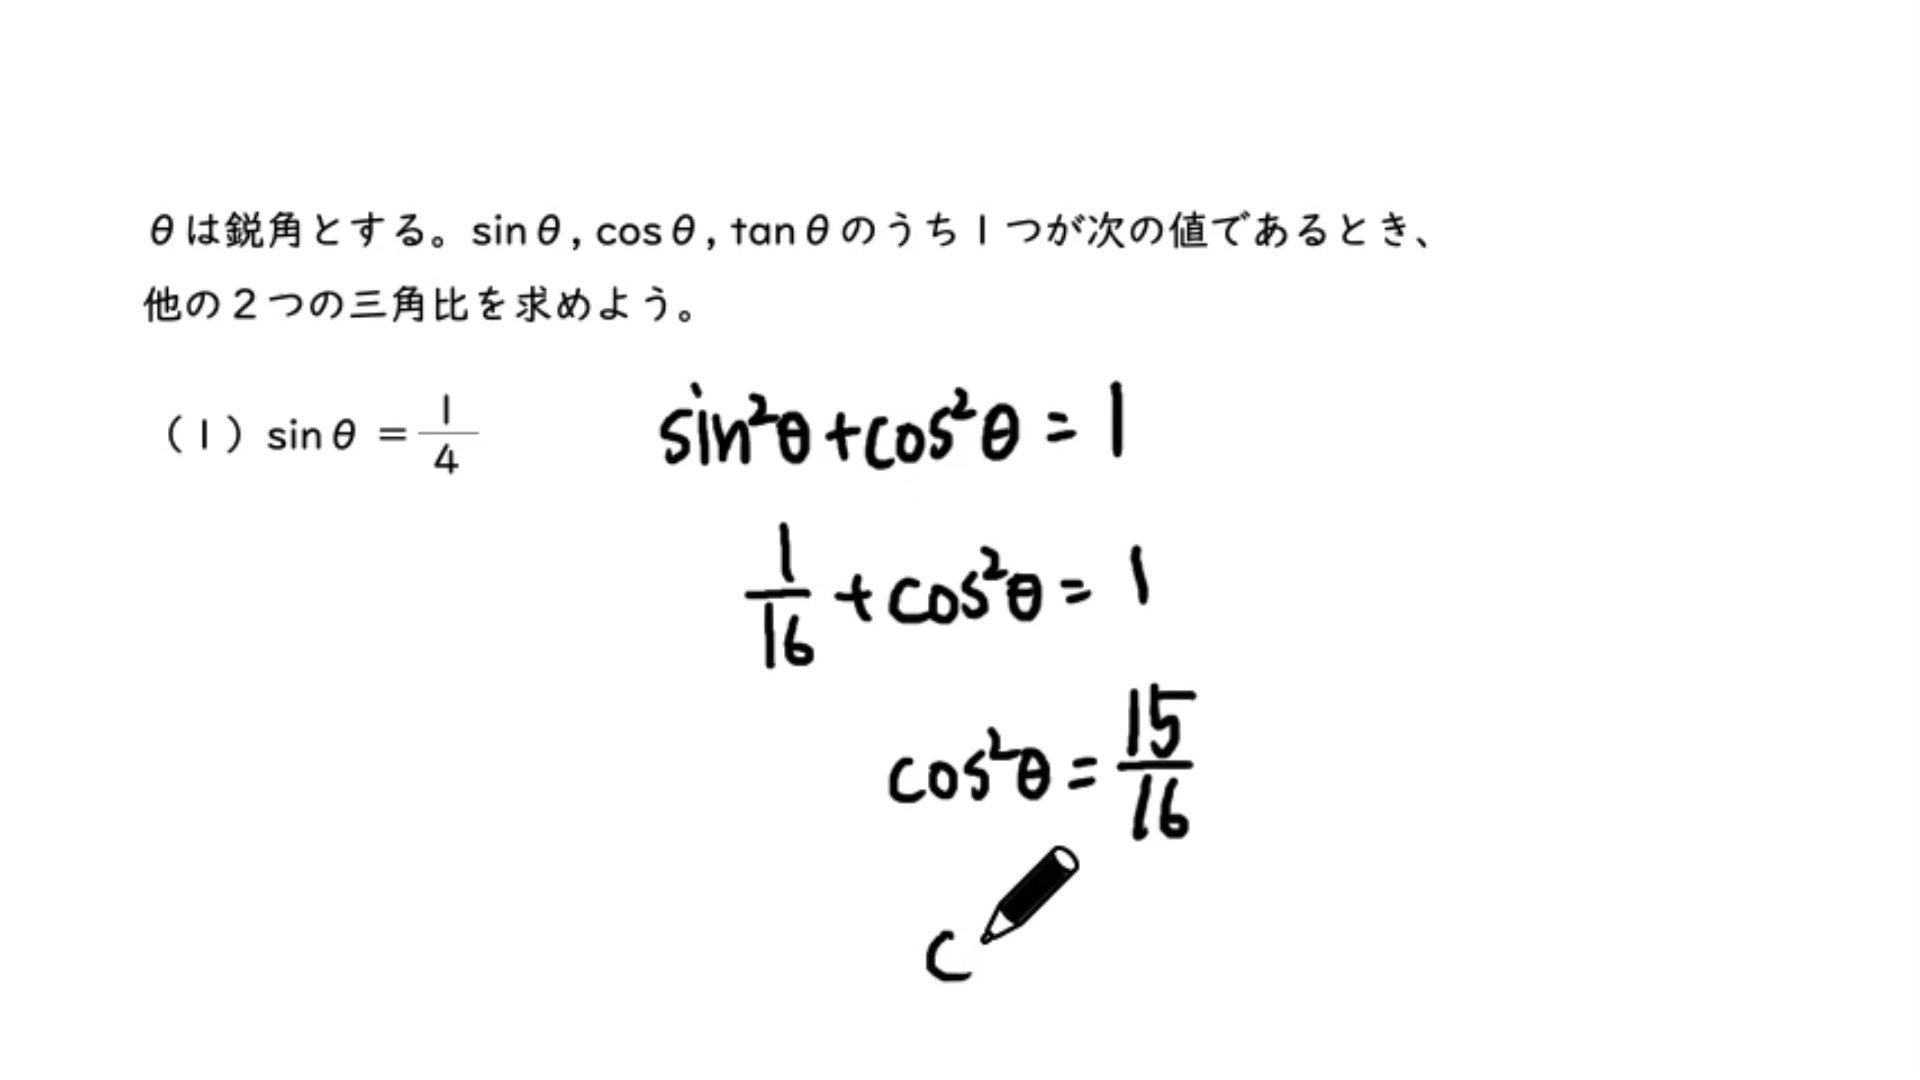 θは鋭角とする。sinθ, cosθ, tanθのうち1つが次の値であるとき、
他の2つの三角比を求めよう。
(1) sinθ = 1/4
sin²θ + cos²θ = 1
1/16 + cos²θ = 1
cos²θ = 15/16
c